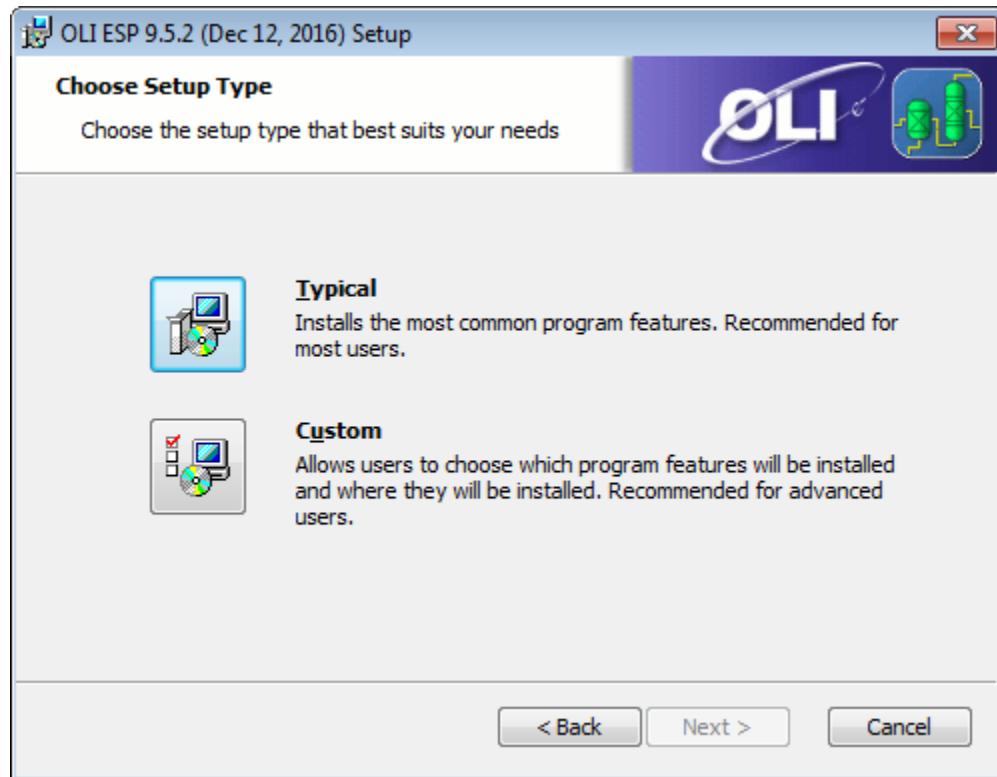 OLI ESP 9.5.2 (Dec 12, 2016) Setup
Choose Setup Type
Choose the setup type that best suits your needs
OLI
Typical
Installs the most common program features. Recommended for
most users.
Custom
Allows users to choose which program features will be installed
and where they will be installed. Recommended for advanced
users.
< Back
Next >
Cancel